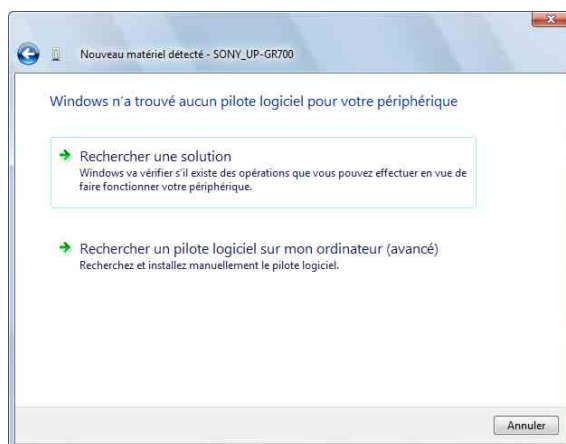 Nouveau matériel détecté - SONY_UP-GR700
Windows n'a trouvé aucun pilote logiciel pour votre périphérique
Rechercher une solution
Windows va vérifier s'il existe des opérations que vous pouvez effectuer en vue de
faire fonctionner votre périphérique.
Rechercher un pilote logiciel sur mon ordinateur (avancé)
Recherchez et installez manuellement le pilote logiciel.
Annuler